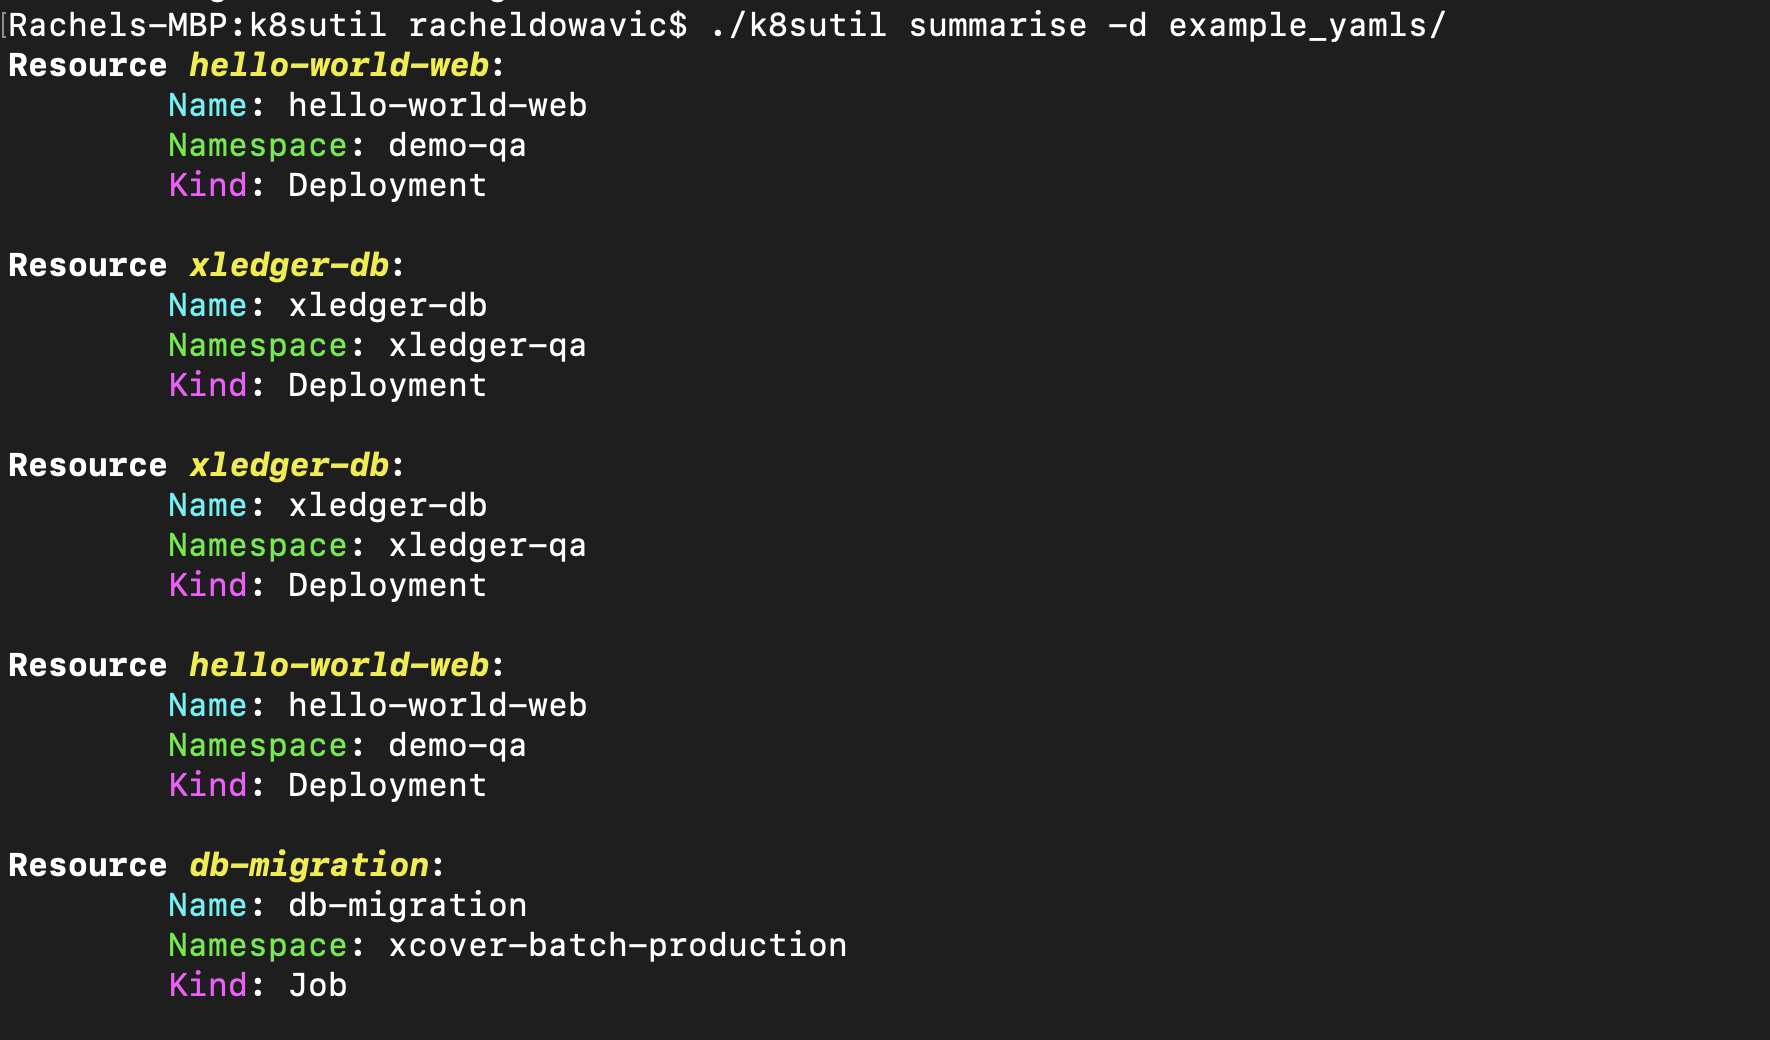 Rachels-MBP:k8sutil racheldowavic$ ./k8sutil summarise -d example_yamls/
Resource hello-world-web:
Name: hello-world-web
Namespace: demo-qa
Kind: Deployment
Resource xledger-db:
Name: xledger-db
Namespace: xledger-qa
Kind: Deployment
Resource xledger-db:
Name: xledger-db
Namespace: xledger-qa
Kind: Deployment
Resource hello-world-web:
Name: hello-world-web
Namespace: demo-qa
Kind: Deployment
Resource db-migration:
Name: db-migration
Namespace: xcover-batch-production
Kind: Job